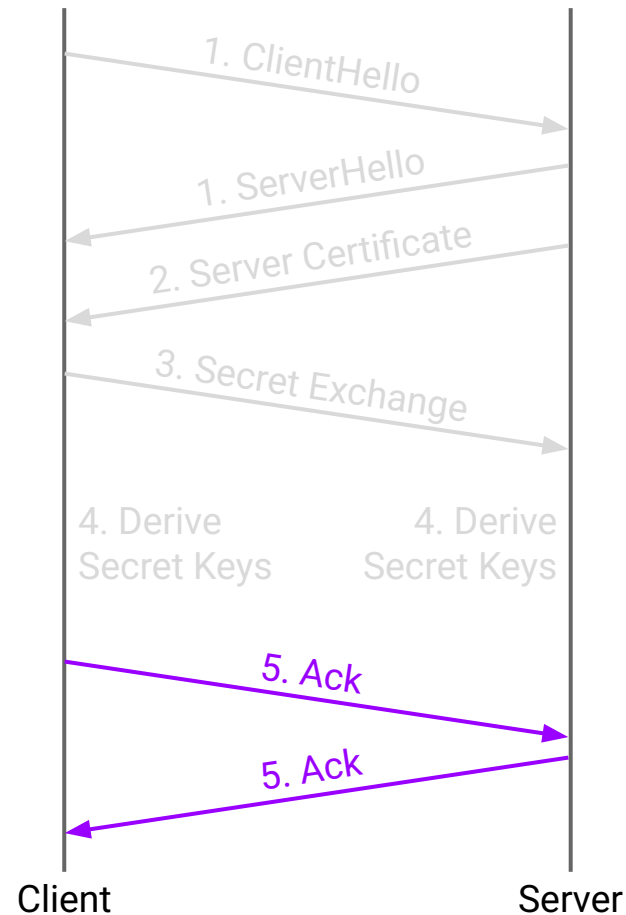 1. ClientHello
1. ServerHello
2. Server Certificate
3. Secret Exchange
4. Derive
Secret Keys
4. Derive
Secret Keys
5. Ack
5. Ack
Client
Server